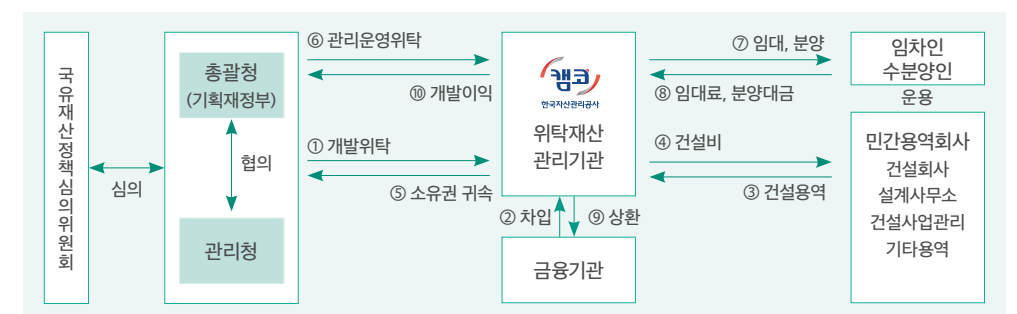 국유재산정책심의위원회
심의
총괄청
(기획재정부)
협의
관리청
⑥ 관리운영위탁
⑩ 개발이익
① 개발위탁
⑤ 소유권 귀속
캠코
한국자산관리공사
위탁재산
관리기관
② 차입
⑨ 상환
금융기관
⑦ 임대, 분양
⑧ 임대료, 분양대금
④ 건설비
③ 건설용역
임차인
수분양인
운용
민간용역회사
건설회사
설계사무소
건설사업관리
기타용역